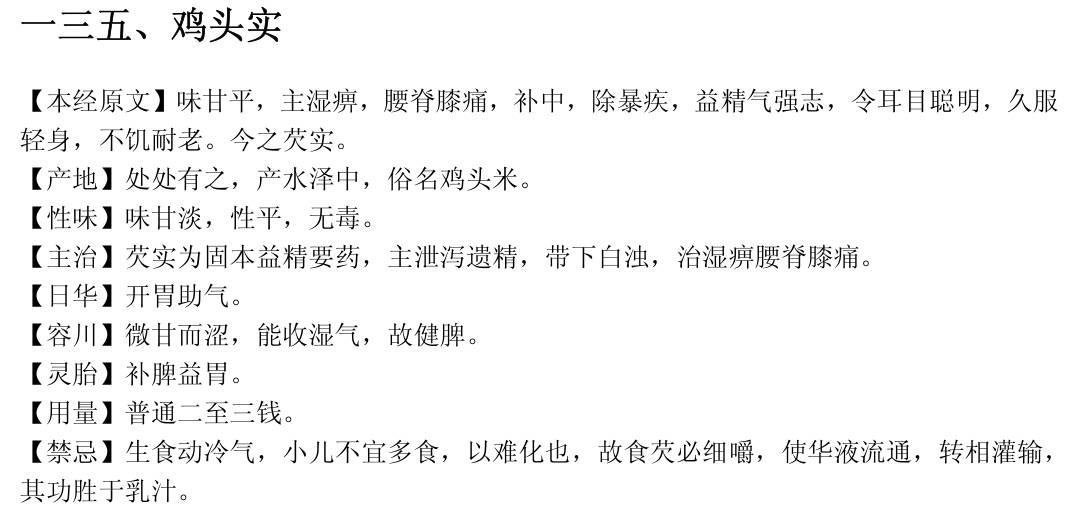 一三五、鸡头实
【本经原文】味甘平，主湿痹，腰脊膝痛，补中，除暴疾，益精气强志，令耳目聪明，久服
轻身，不饥耐老。今之芡实。
【产地】处处有之，产水泽中，俗名鸡头米。
【性味】味甘淡，性平，无毒。
【主治】芡实为固本益精要药，主泄泻遗精，带下白浊，治湿痹腰脊膝痛。
【日华】开胃助气。
【容川】微甘而涩，能收湿气，故健脾。
【灵胎】补脾益胃。
【用量】普通二至三钱。
【禁忌】生食动冷气，小儿不宜多食，以难化也，故食芡必细嚼，使华液流通，转相灌输，
其功胜于乳汁。